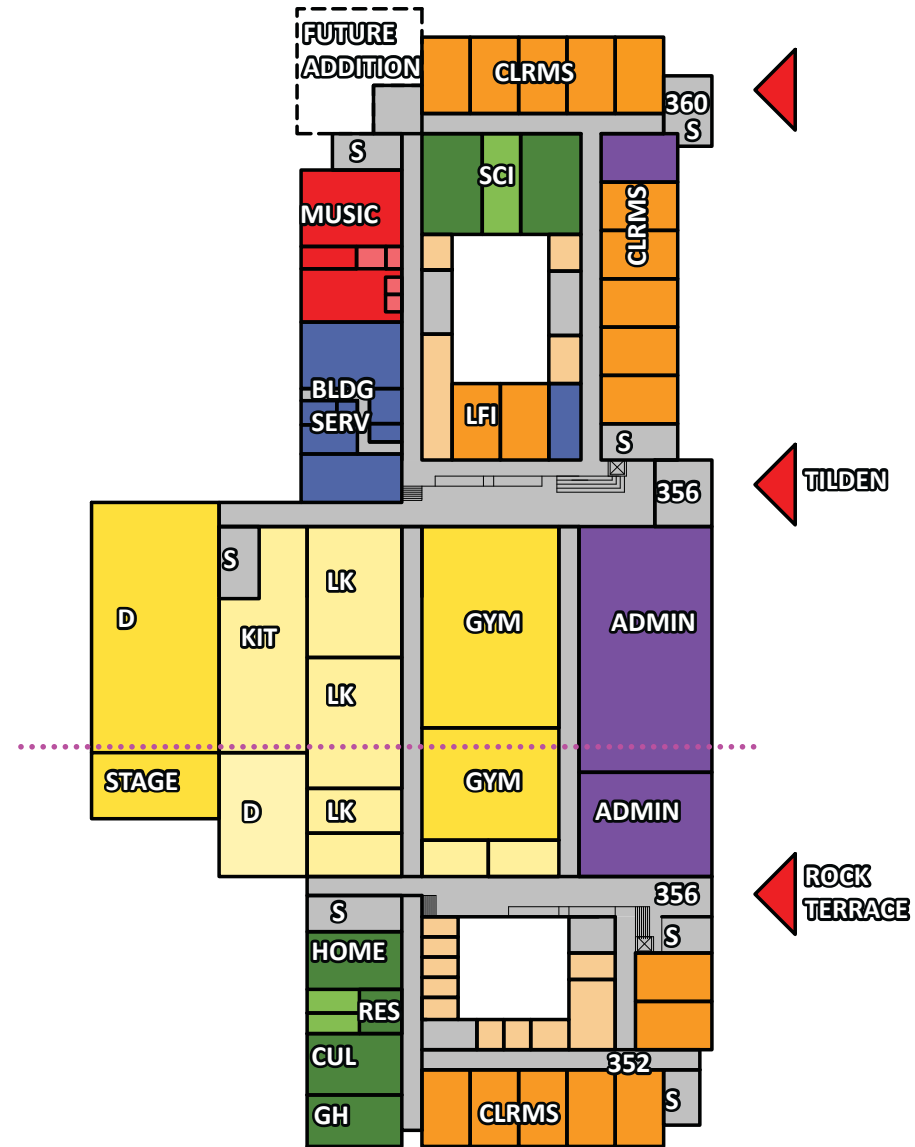 FUTURE
ADDITION
CLRMS
360
S
S
SCI
MUSIC
CLRMS
BLDG
SERV
LFI
S
356
TILDEN
S
LK
D
KIT
GYM
ADMIN
LK
STAGE
D
LK
GYM
ADMIN
356
ROCK
TERRACE
S
S
HOME
RES
CUL
352
GH
CLRMS
S